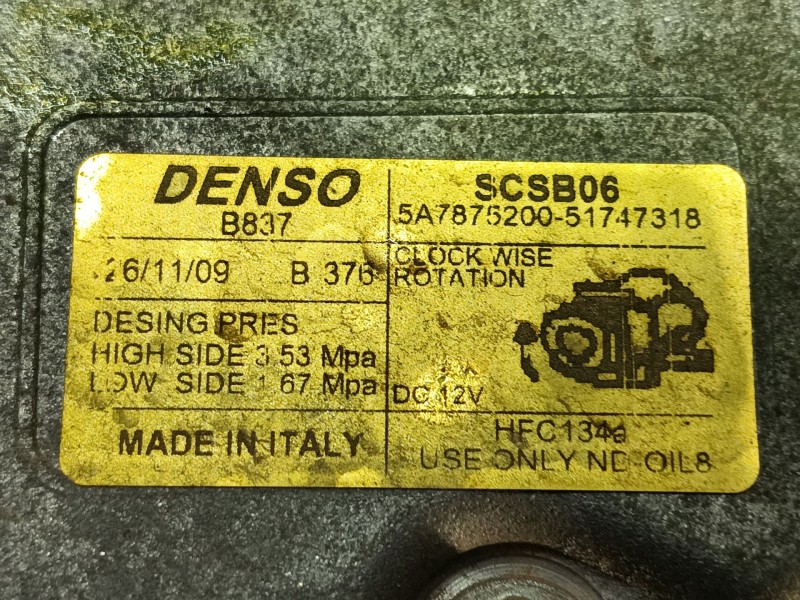 DENSO
B837
26/11/09 B 376
DESING PRES
HIGH SIDE 3 53 Mpa
LOW SIDE 1 67 Mpa
MADE IN ITALY
SCSB06
5A7875200-51747318
CLOCK WISE
ROTATION
DC 12V
HFC134a
USE ONLY ND-OIL8